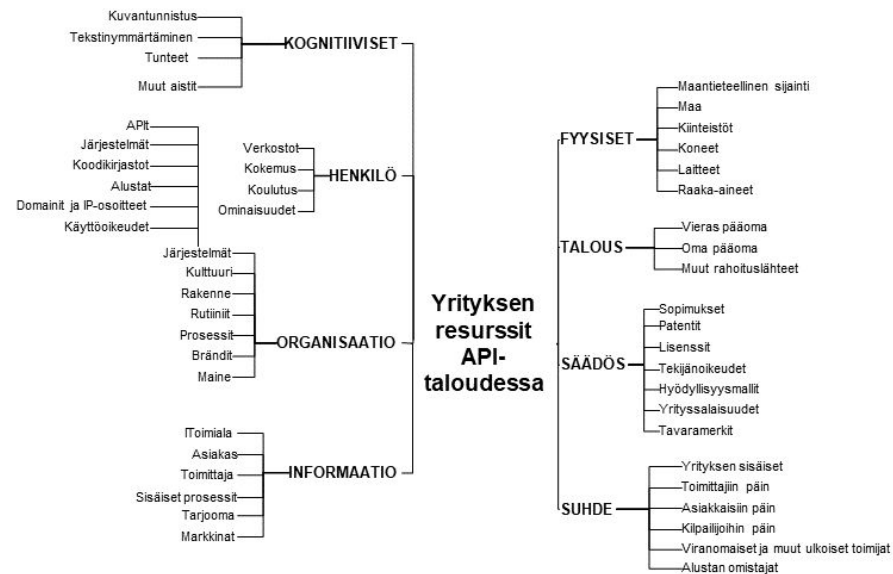 Kuvantunnistus
Tekstinymmärtäminen
Tunteet
Muut aistit
KOGNITIIVISET
APIt
Järjestelmät
Koodikirjastot
Alustat
Domainit ja IP-osoitteet
Käyttöoikeudet
Verkostot
Kokemus
Koulutus
Ominaisuudet
HENKILÖ
Järjestelmät
Kulttuuri
Rakenne
Rutiiniit
Prosessit
Brändit
Maine
ORGANISAATIO
IToimiala
Asiakas
Toimittaja
Sisäiset prosessit
Tarjooma
Markkinat
INFORMAATIO
Yrityksen
resurssit
API-
taloudessa
FYYSISET
Maantieteellinen sijainti
Maa
Kiinteistöt
Koneet
Laitteet
Raaka-aineet
TALOUS
Vieras pääoma
Oma pääoma
Muut rahoituslähteet
SÄÄDÖS
Sopimukset
Patentit
Lisenssit
Tekijänoikeudet
Hyödyllisyysmallit
Yrityssalaisuudet
Tavaramerkit
SUHDE
Yrityksen sisäiset
Toimittajiin päin
Asiakkaisiin päin
Kilpailijoihin päin
Viranomaiset ja muut ulkoiset toimijat
Alustan omistajat